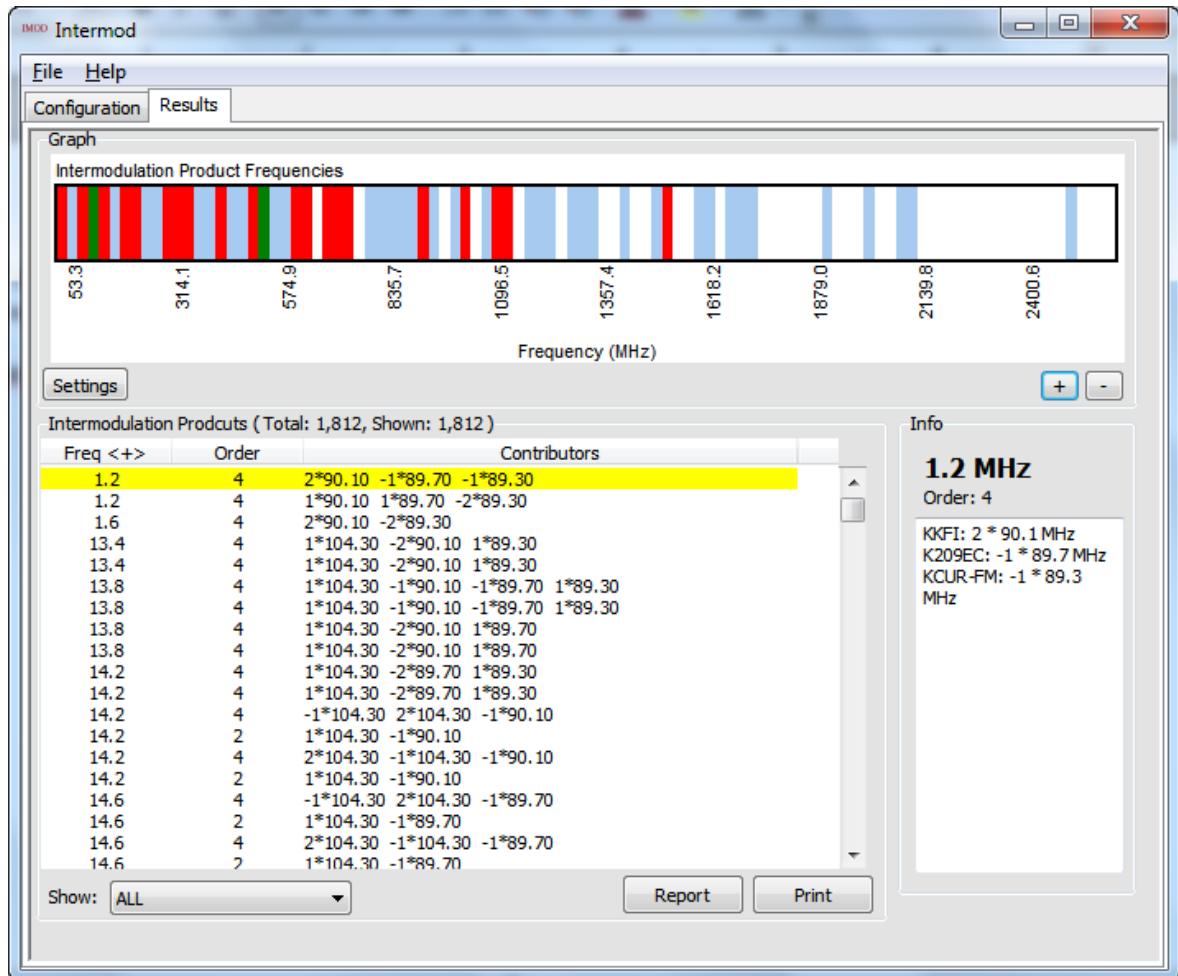 IMOD Intermod
File Help
Configuration Results
Graph
Intermodulation Product Frequencies
53.3 314.1 574.9 835.7 1096.5 1357.4 1618.2 1879.0 2139.8 2400.6
Frequency (MHz)
Settings + -
Intermodulation Prodcuts ( Total: 1,812, Shown: 1,812 )
Freq <+> Order Contributors
1.2 4 2*90.10 -1*89.70 -1*89.30
1.2 4 1*90.10 1*89.70 -2*89.30
1.6 4 2*90.10 -2*89.30
13.4 4 1*104.30 -2*90.10 1*89.30
13.4 4 1*104.30 -2*90.10 1*89.30
13.8 4 1*104.30 -1*90.10 -1*89.70 1*89.30
13.8 4 1*104.30 -1*90.10 -1*89.70 1*89.30
13.8 4 1*104.30 -2*90.10 1*89.70
13.8 4 1*104.30 -2*90.10 1*89.70
14.2 4 1*104.30 -2*89.70 1*89.30
14.2 4 1*104.30 -2*89.70 1*89.30
14.2 4 -1*104.30 2*104.30 -1*90.10
14.2 2 1*104.30 -1*90.10
14.2 4 2*104.30 -1*104.30 -1*90.10
14.2 2 1*104.30 -1*90.10
14.6 4 -1*104.30 2*104.30 -1*89.70
14.6 2 1*104.30 -1*89.70
14.6 4 2*104.30 -1*104.30 -1*89.70
14.6 2 1*104.30 -1*89.70
Show: ALL Report Print
Info
1.2 MHz
Order: 4
KKFI: 2 * 90.1 MHz
K209EC: -1 * 89.7 MHz
KCUR-FM: -1 * 89.3
MHz